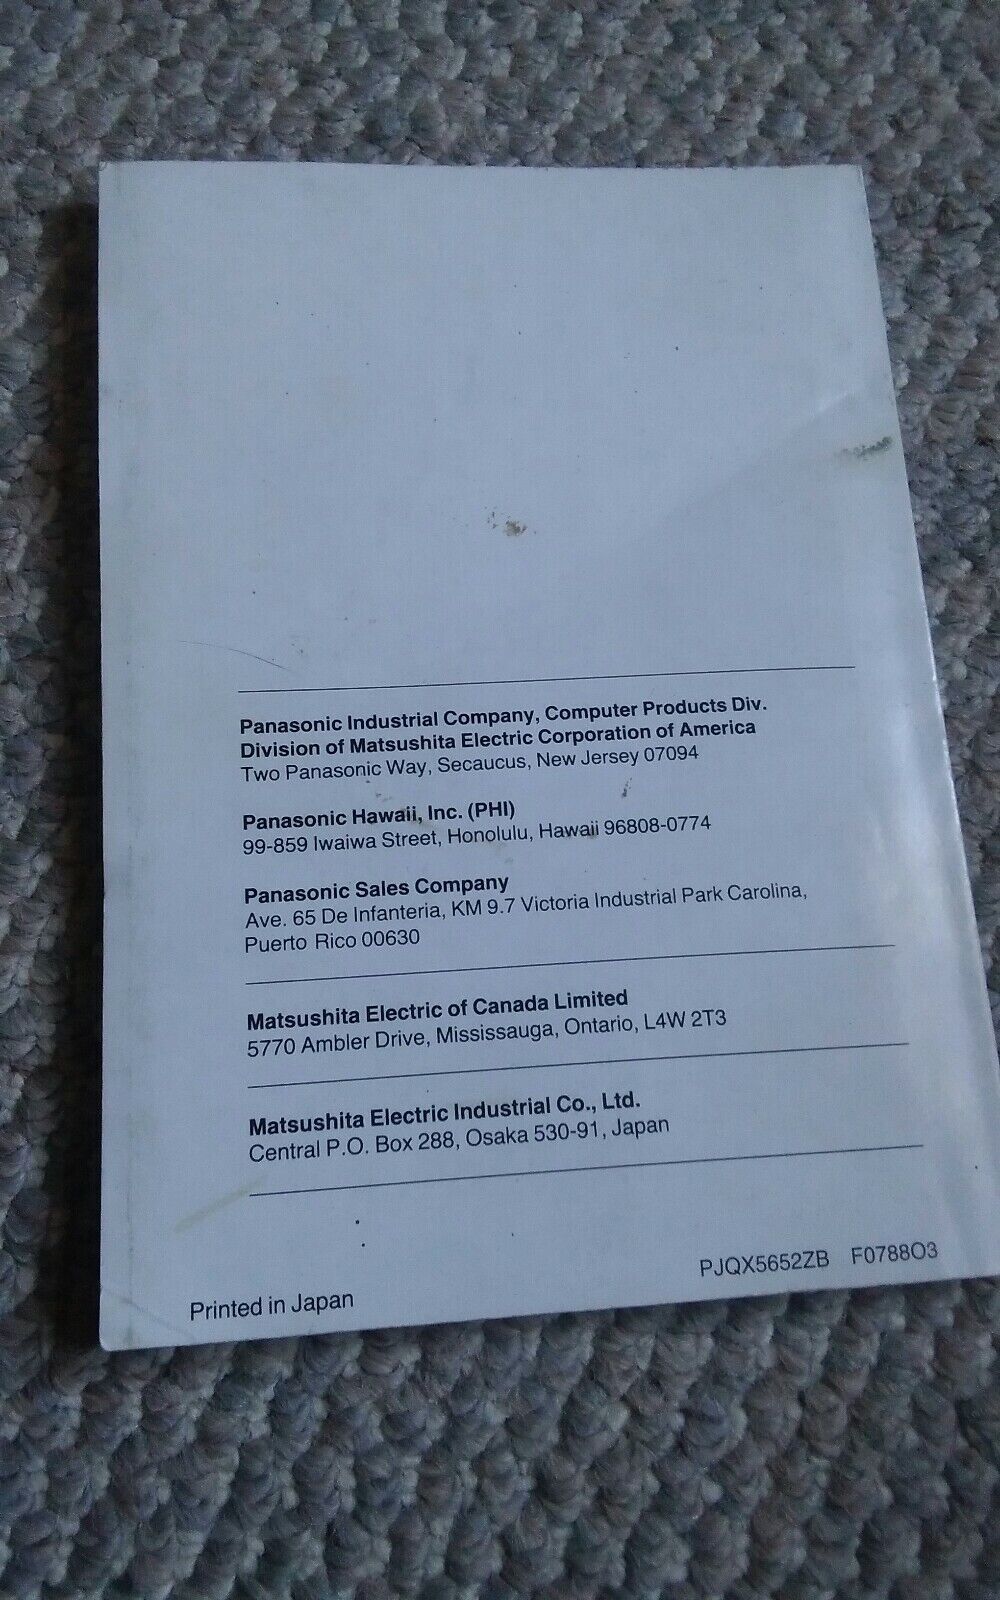 Panasonic Industrial Company, Computer Products Div.
Division of Matsushita Electric Corporation of America
Two Panasonic Way, Secaucus, New Jersey 07094
Panasonic Hawaii, Inc. (PHI)
99-859 Iwaiwa Street, Honolulu, Hawaii 96808-0774
Panasonic Sales Company
Ave. 65 De Infanteria, KM 9.7 Victoria Industrial Park Carolina,
Puerto Rico 00630
Matsushita Electric of Canada Limited
5770 Ambler Drive, Mississauga, Ontario, L4W 2T3
Matsushita Electric Industrial Co., Ltd.
Central P.O. Box 288, Osaka 530-91, Japan
PJQX5652ZB F0788O3
Printed in Japan